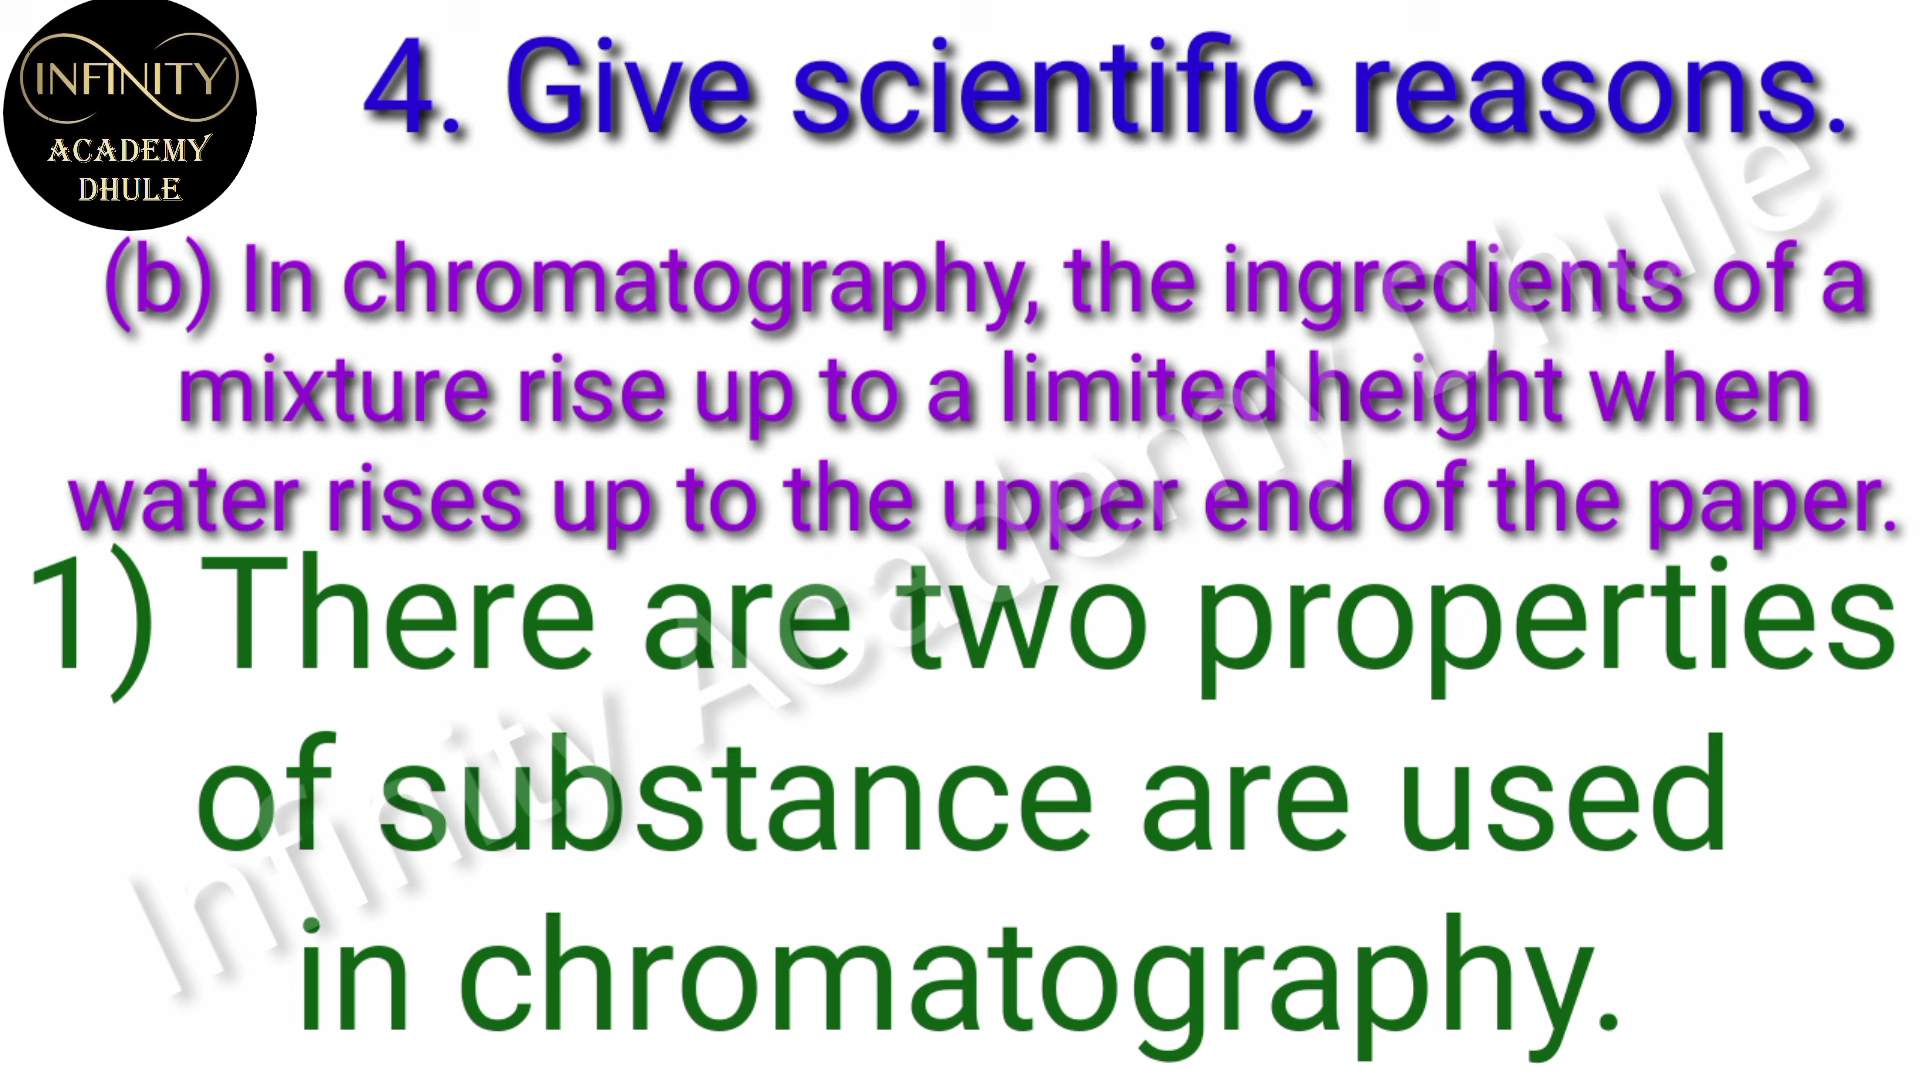 INFINITY
ACADEMY
DHULE
4. Give scientific reasons.
(b) In chromatography, the ingredients of a
mixture rise up to a limited height when
water rises up to the upper end of the paper.
1) There are two properties
of substance are used
in chromatography.
Infinity Academy Dhule